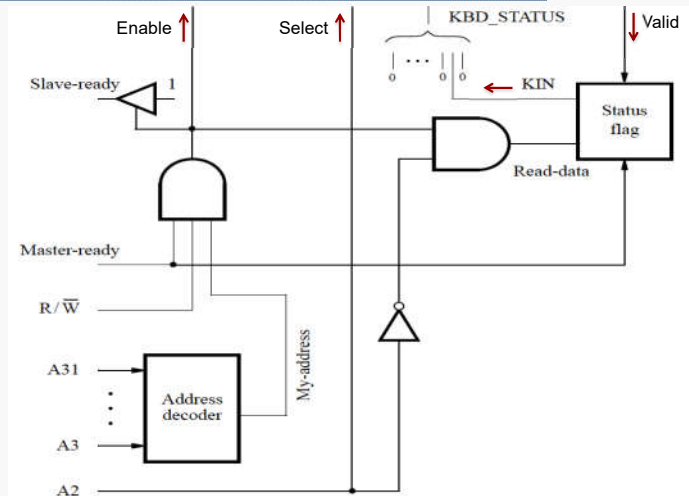 KBD_STATUS
Enable
Select
Valid
Slave-ready
1
0 ... 0 0
KIN
Status
flag
Read-data
Master-ready
R/W̅
My-address
A31
Address
decoder
A3
A2